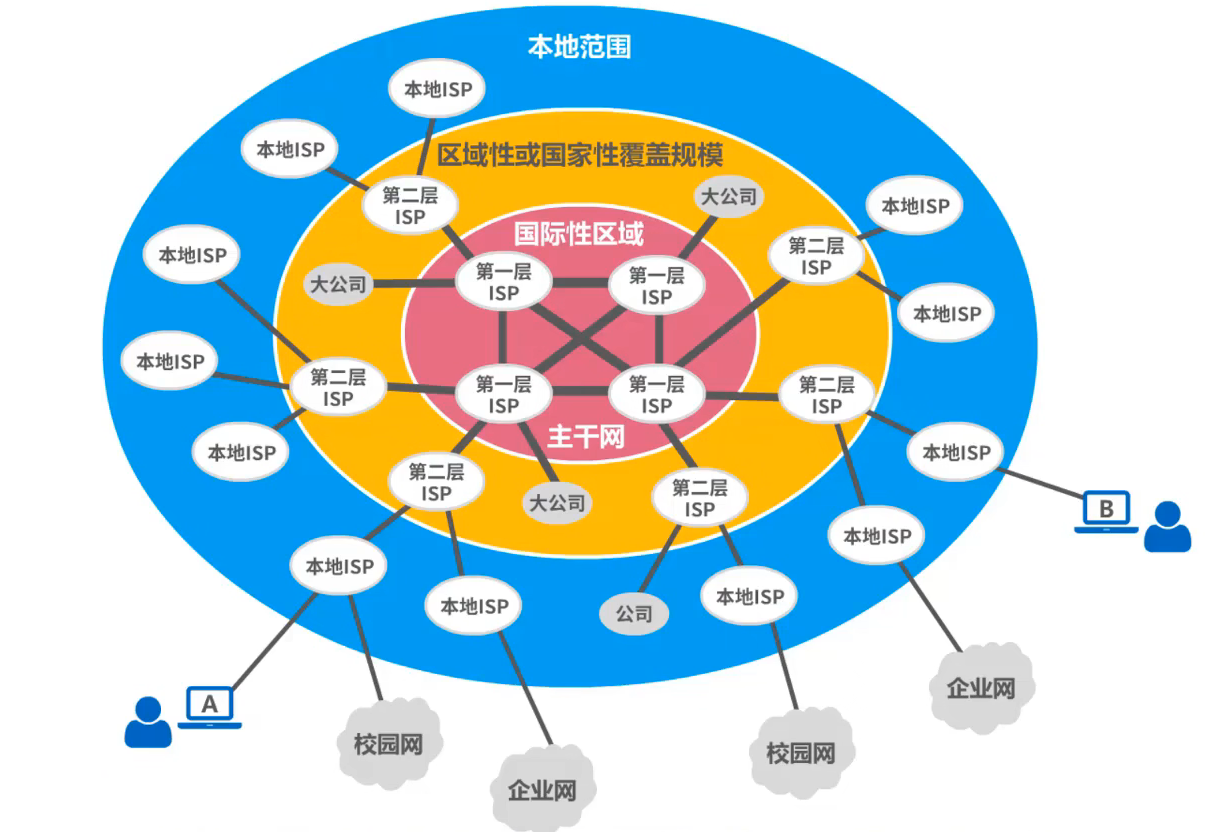 本地范围
本地ISP
区域性或国家性覆盖规模
本地ISP
第二层
ISP
大公司
本地ISP
国际性区域
本地ISP
第二层
ISP
大公司
第一层
ISP
第一层
ISP
本地ISP
本地ISP
第二层
ISP
第一层
ISP
第一层
ISP
第二层
ISP
主干网
本地ISP
本地ISP
第二层
ISP
大公司
第二层
ISP
B
本地ISP
本地ISP
本地ISP
公司
本地ISP
企业网
A
校园网
校园网
企业网